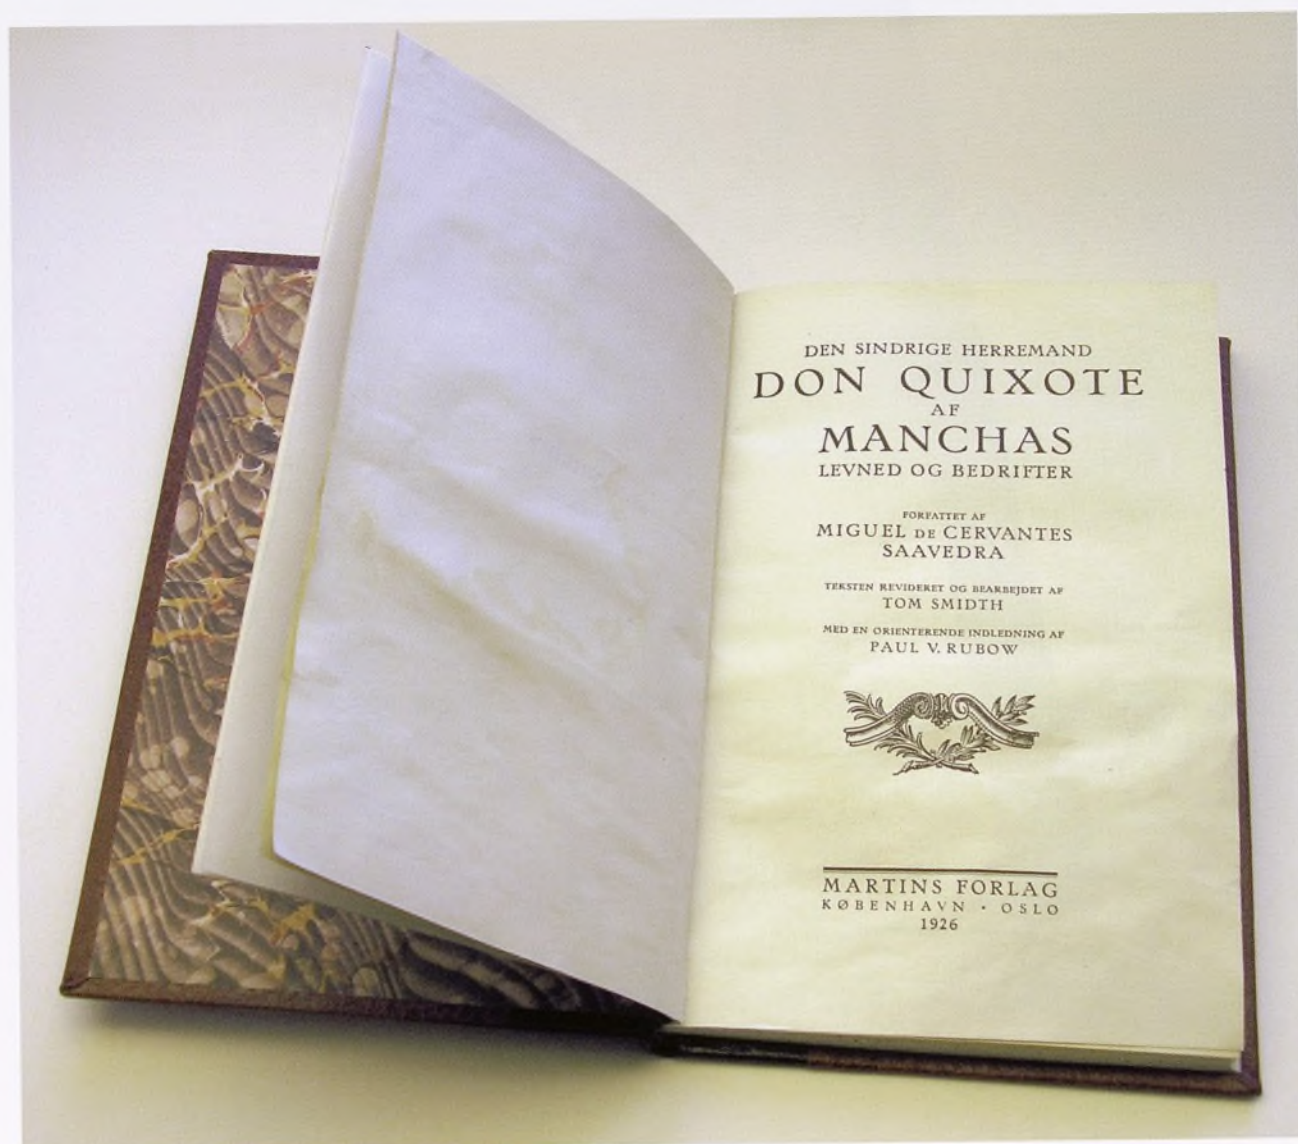 DEN SINDRIGE HERREMAND
DON QUIXOTE
AF
MANCHAS
LEVNED OG BEDRIFTER
FORFATTET AF
MIGUEL DE CERVANTES
SAAVEDRA
TEKSTEN REVIDERET OG BEARBEJDET AF
TOM SMIDTH
MED EN ORIENTERENDE INDLEDNING AF
PAUL V. RUBOW
MARTINS FORLAG
KØBENHAVN · OSLO
1926